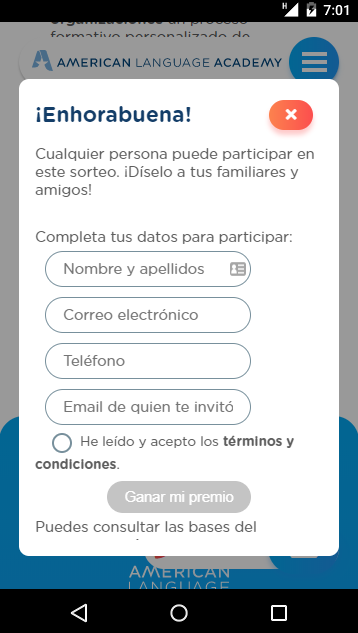 H 7:01
organizaciones un proceso
formativo personalizado de
AMERICAN LANGUAGE ACADEMY
¡Enhorabuena!
Cualquier persona puede participar en
este sorteo. ¡Díselo a tus familiares y
amigos!
Completa tus datos para participar:
Nombre y apellidos
Correo electrónico
Teléfono
Email de quien te invitó
He leído y acepto los términos y
condiciones.
Ganar mi premio
Puedes consultar las bases del
AMERICAN
LANGUAGE